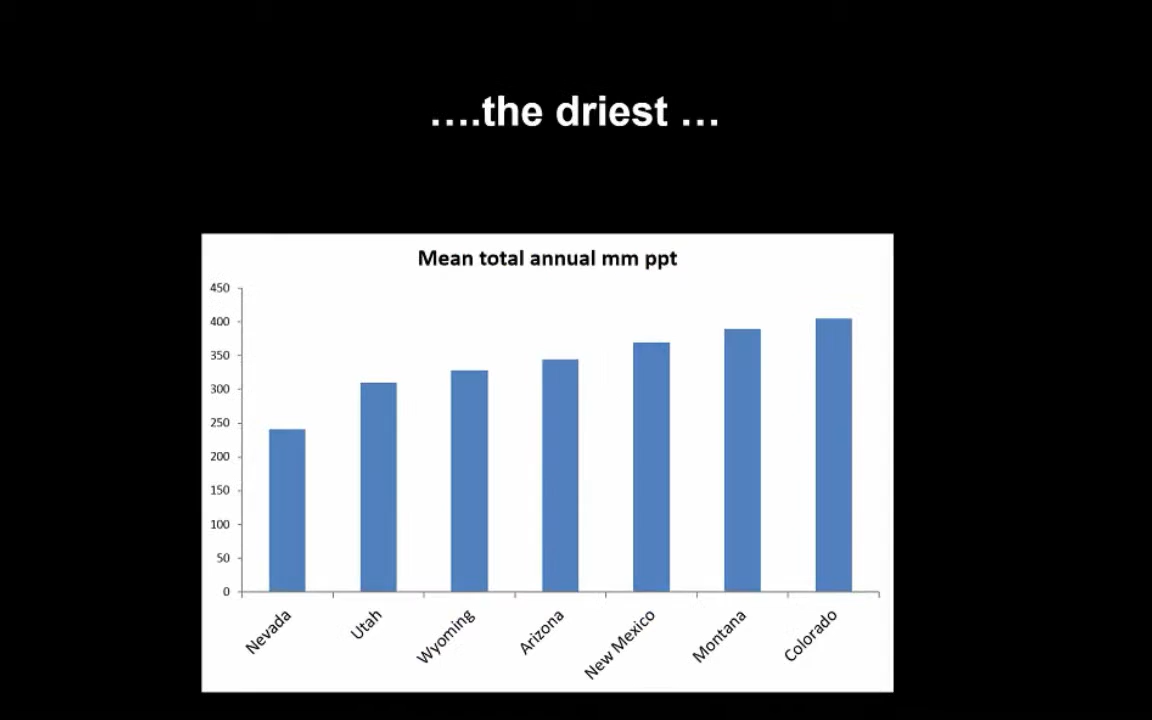 ….the driest …
Mean total annual mm ppt
450
400
350
300
250
200
150
100
50
0
Nevada
Utah
Wyoming
Arizona
New Mexico
Montana
Colorado